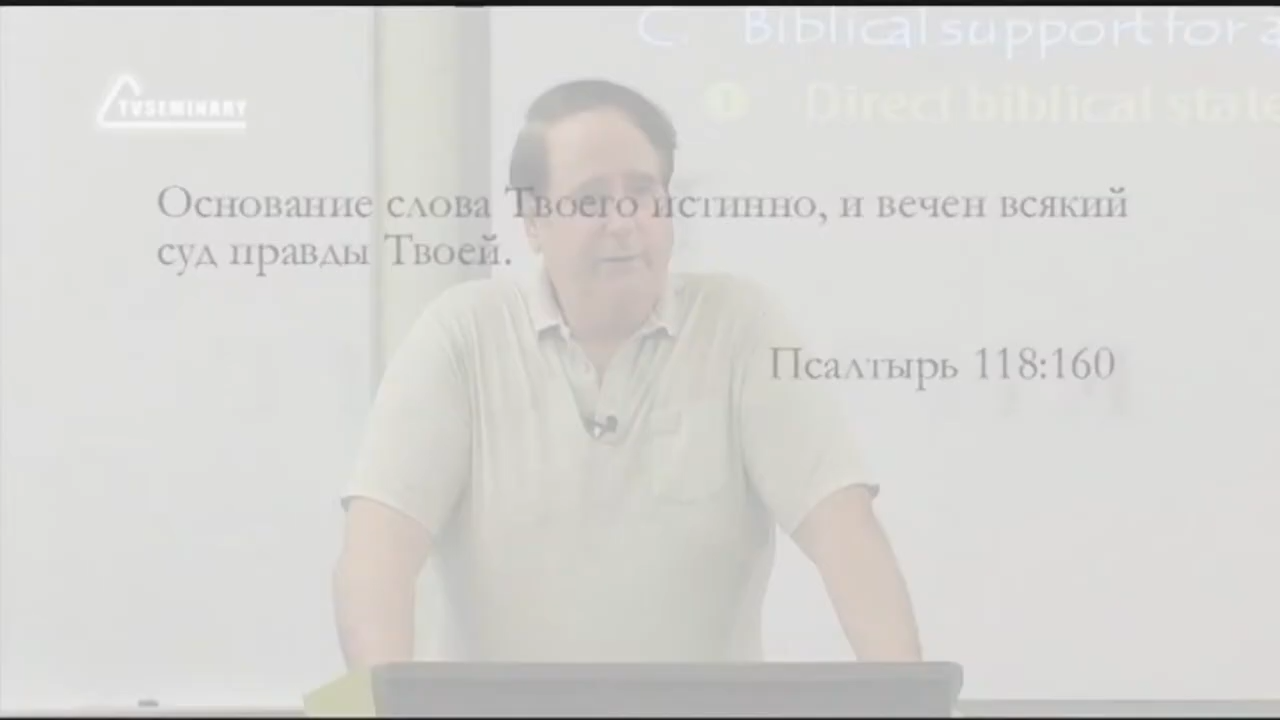 C. Biblical support for a
1 Direct biblical state
TVSEMINARY
Основание слова Твоего истинно, и вечен всякий
суд правды Твоей.
Псалтырь 118:160